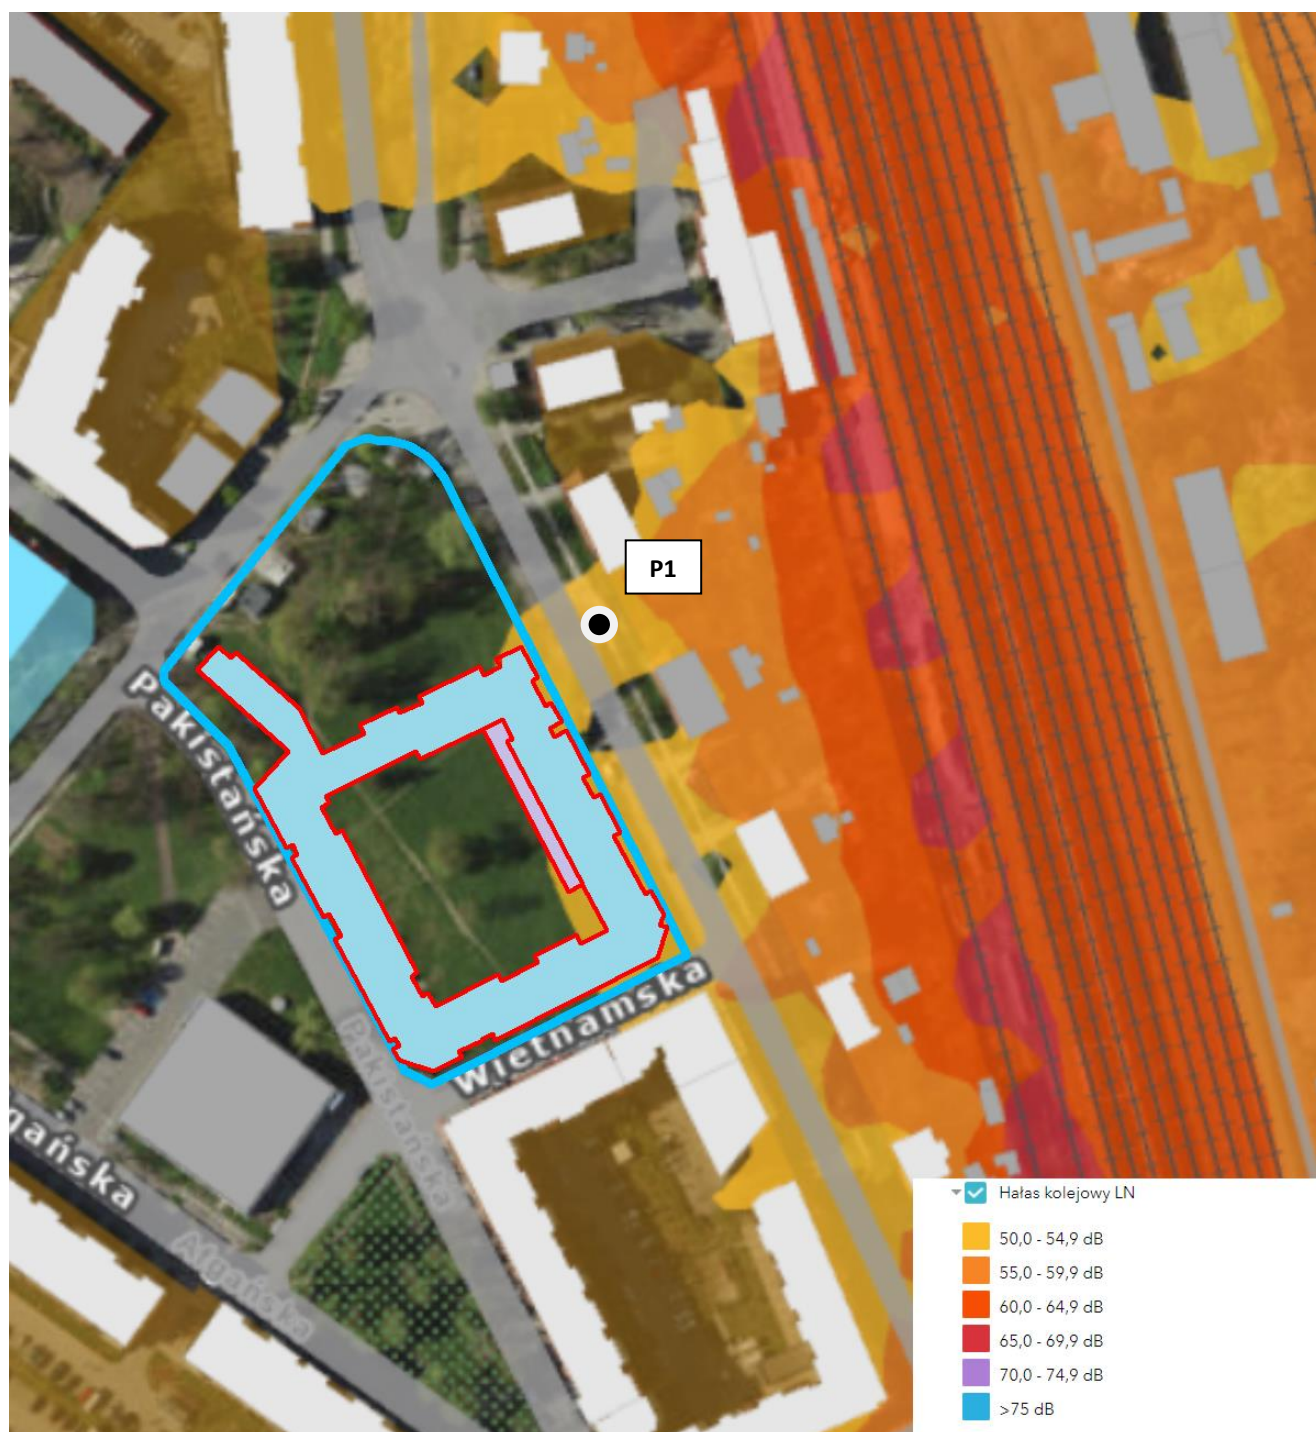 P1
Pakistańska
Wietnamska
Pakistańska
gańska
Afgańska
Hałas kolejowy LN
50,0 - 54,9 dB
55,0 - 59,9 dB
60,0 - 64,9 dB
65,0 - 69,9 dB
70,0 - 74,9 dB
>75 dB